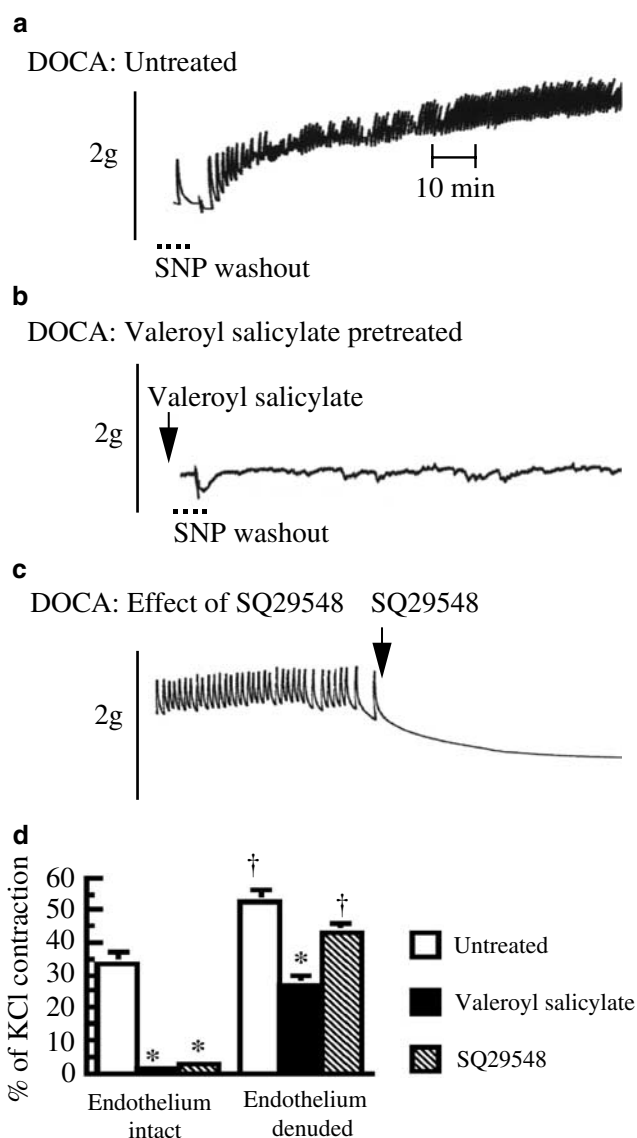 a
DOCA: Untreated
2g
10 min
SNP washout
b
DOCA: Valeroyl salicylate pretreated
Valeroyl salicylate
2g
SNP washout
c
DOCA: Effect of SQ29548 SQ29548
2g
d
% of KCl contraction
60
50
40
30
20
10
0
* * † * †
Endothelium intact
Endothelium denuded
Untreated
Valeroyl salicylate
SQ29548